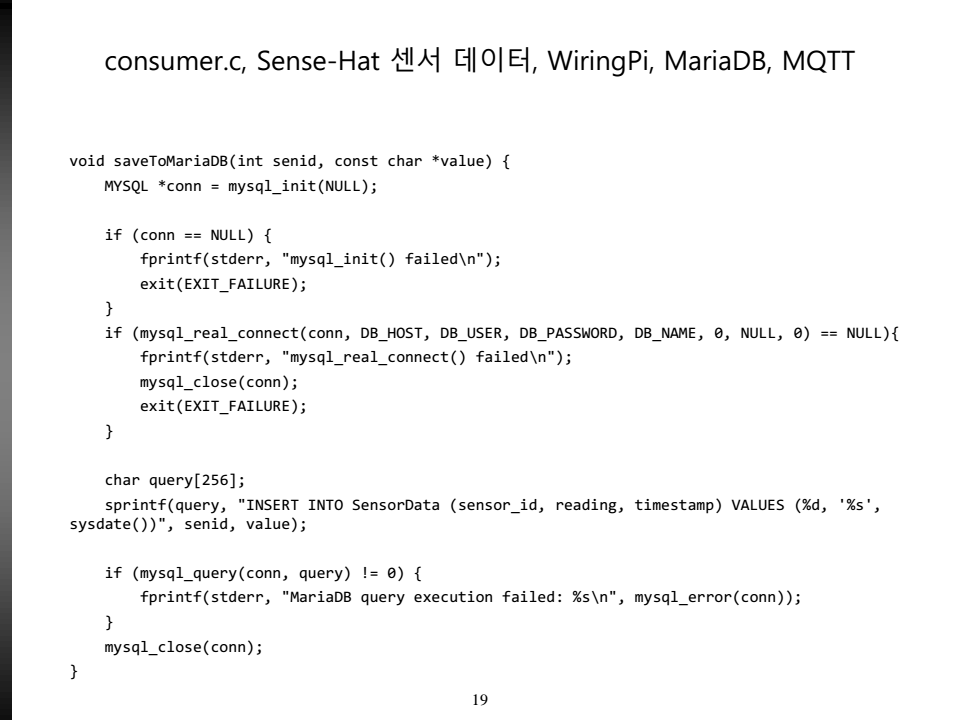 consumer.c, Sense-Hat 센서 데이터, WiringPi, MariaDB, MQTT
void saveToMariaDB(int senid, const char *value) {
    MYSQL *conn = mysql_init(NULL);
    if (conn == NULL) {
        fprintf(stderr, "mysql_init() failed\n");
        exit(EXIT_FAILURE);
    }
    if (mysql_real_connect(conn, DB_HOST, DB_USER, DB_PASSWORD, DB_NAME, 0, NULL, 0) == NULL){
        fprintf(stderr, "mysql_real_connect() failed\n");
        mysql_close(conn);
        exit(EXIT_FAILURE);
    }
    char query[256];
    sprintf(query, "INSERT INTO SensorData (sensor_id, reading, timestamp) VALUES (%d, '%s',
sysdate())", senid, value);
    if (mysql_query(conn, query) != 0) {
        fprintf(stderr, "MariaDB query execution failed: %s\n", mysql_error(conn));
    }
    mysql_close(conn);
}
19